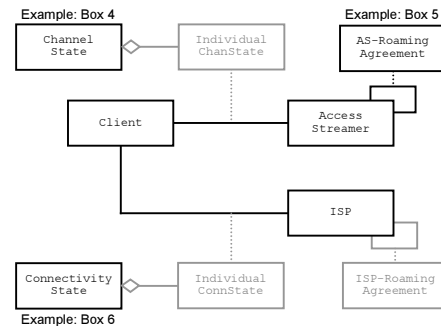 Example: Box 4
Example: Box 5
Channel
State
Individual
ChanState
AS-Roaming
Agreement
Client
Access
Streamer
ISP
Connectivity
State
Individual
ConnState
ISP-Roaming
Agreement
Example: Box 6